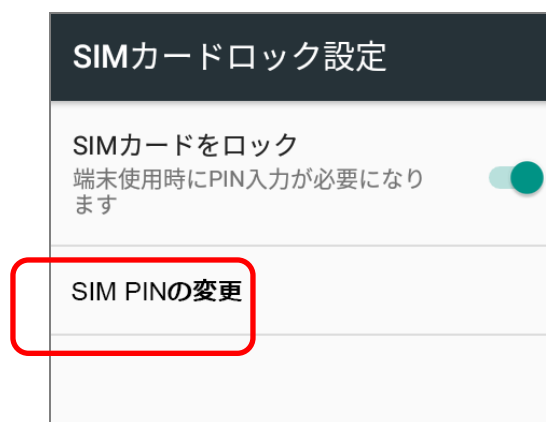 SIMカードロック設定
SIMカードをロック
端末使用時にPIN入力が必要になり
ます
SIM PINの変更